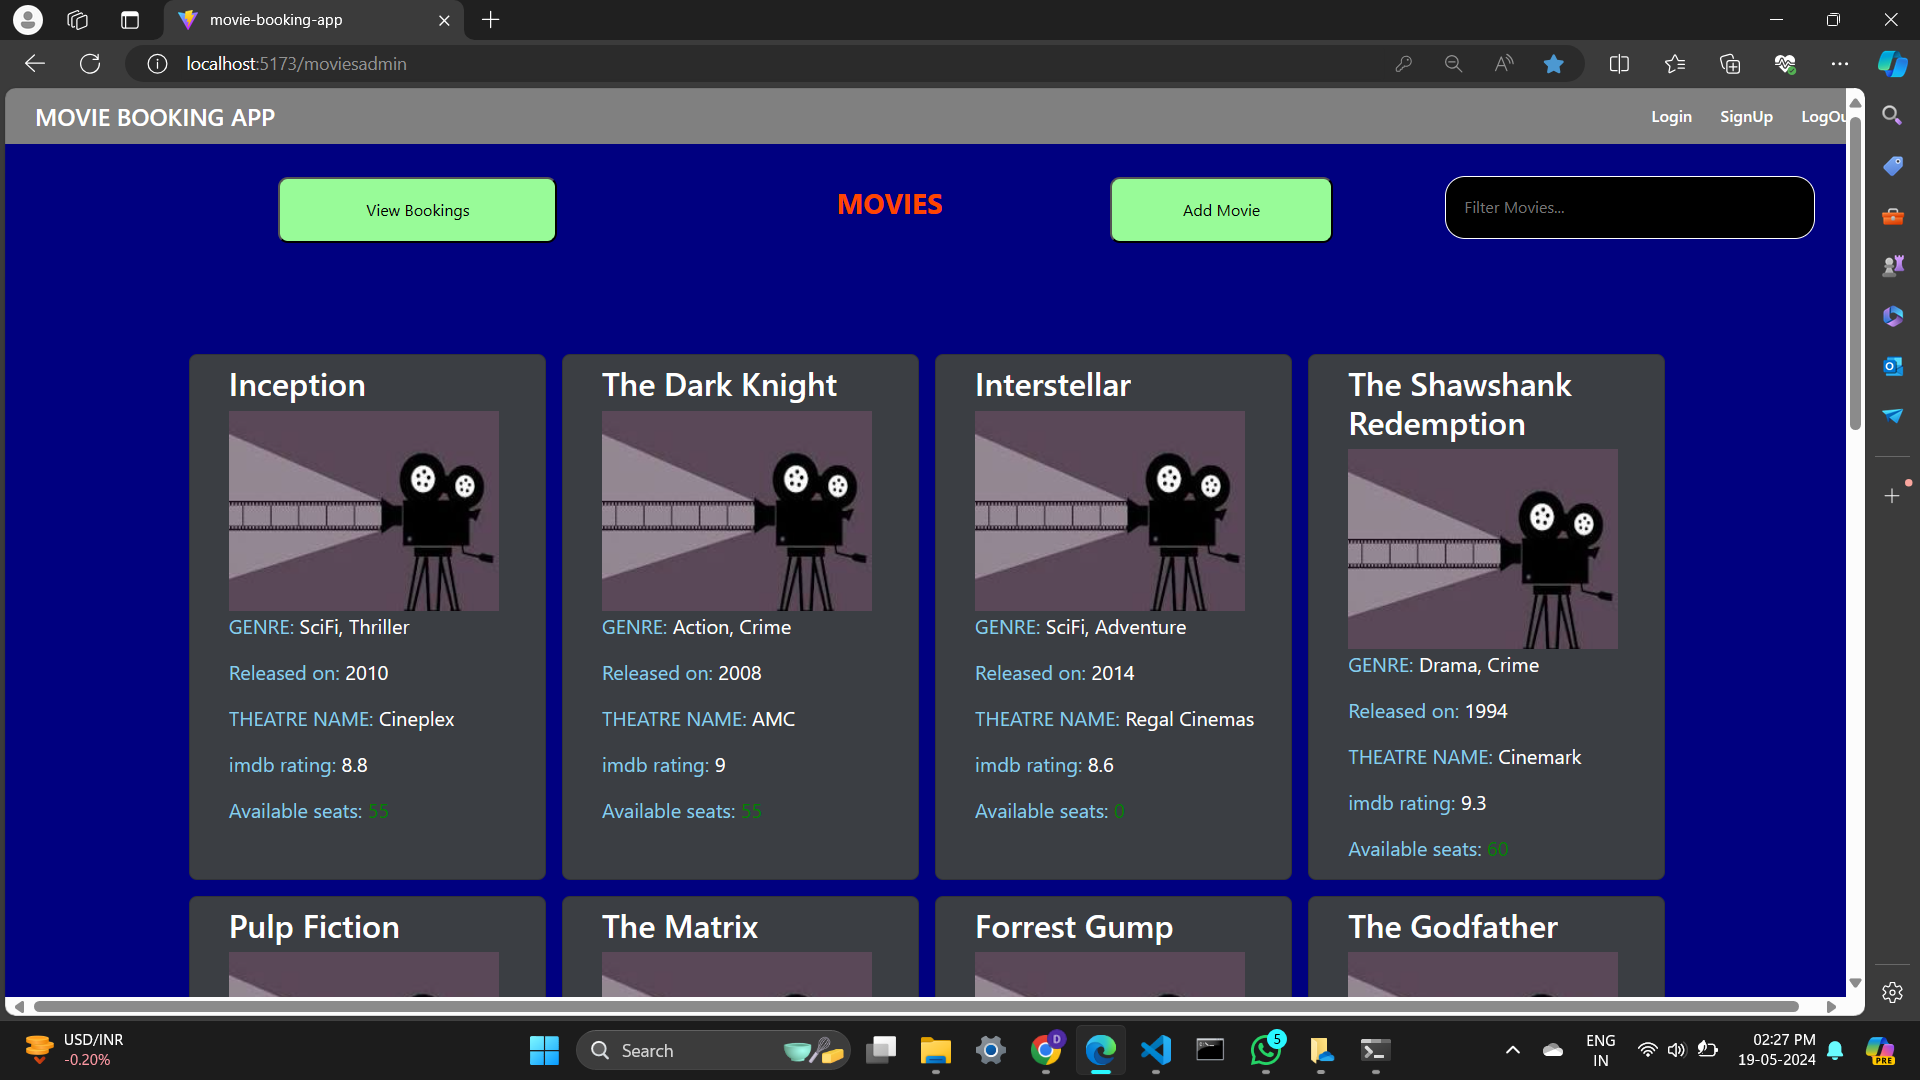 movie-booking-app
localhost:5173/moviesadmin
MOVIE BOOKING APP
Login SignUp LogOu
View Bookings
MOVIES
Add Movie
Filter Movies...
Inception
GENRE: SciFi, Thriller
Released on: 2010
THEATRE NAME: Cineplex
imdb rating: 8.8
Available seats: 55
The Dark Knight
GENRE: Action, Crime
Released on: 2008
THEATRE NAME: AMC
imdb rating: 9
Available seats: 55
Interstellar
GENRE: SciFi, Adventure
Released on: 2014
THEATRE NAME: Regal Cinemas
imdb rating: 8.6
Available seats: 0
The Shawshank
Redemption
GENRE: Drama, Crime
Released on: 1994
THEATRE NAME: Cinemark
imdb rating: 9.3
Available seats: 60
Pulp Fiction
The Matrix
Forrest Gump
The Godfather
USD/INR
-0.20%
Search
D
5
ENG
IN
02:27 PM
19-05-2024
PRE